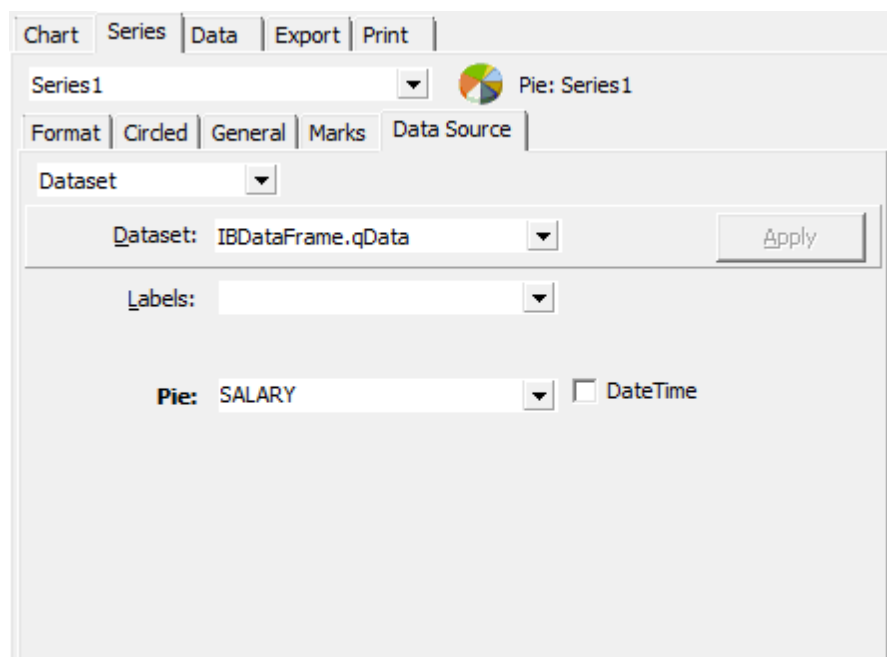 Chart Series Data Export Print
Series1 Pie: Series1
Format Circled General Marks Data Source
Dataset
Dataset: IBDataFrame.qData Apply
Labels:
Pie: SALARY DateTime